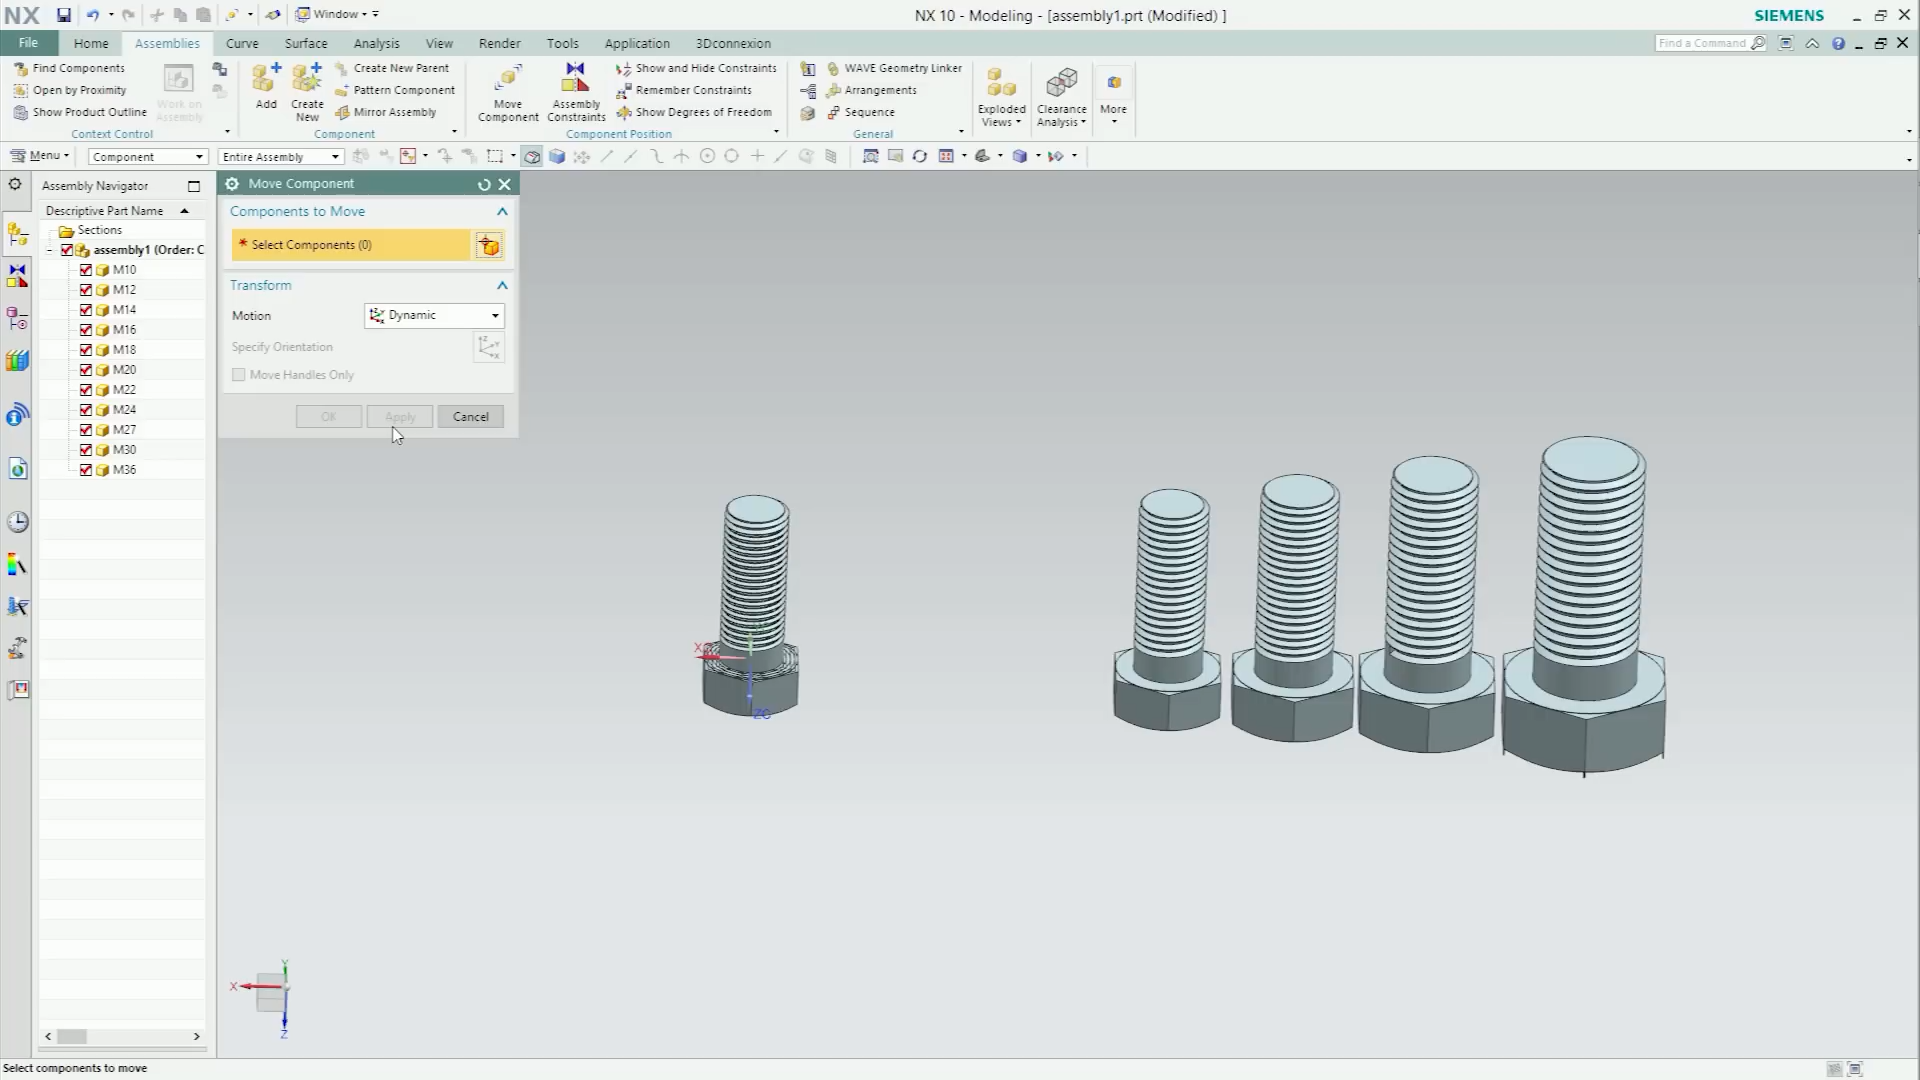 NX
Window
NX 10 - Modeling - [assembly1.prt (Modified) ]
SIEMENS
File
Home
Assemblies
Curve
Surface
Analysis
View
Render
Tools
Application
3Dconnexion
Find a Command
Find Components
Open by Proximity
Show Product Outline
Work on Assembly
Context Control
Add
Create New
Create New Parent
Pattern Component
Mirror Assembly
Component
Move Component
Assembly Constraints
Show and Hide Constraints
Remember Constraints
Show Degrees of Freedom
Component Position
WAVE Geometry Linker
Arrangements
Sequence
General
Exploded Views
Clearance Analysis
More
Menu
Component
Entire Assembly
Assembly Navigator
Descriptive Part Name
Sections
assembly1 (Order: C
M10
M12
M14
M16
M18
M20
M22
M24
M27
M30
M36
Move Component
Components to Move
* Select Components (0)
Transform
Motion
Dynamic
Specify Orientation
Move Handles Only
OK
Apply
Cancel
ZC
Y
X
Z
Select components to move